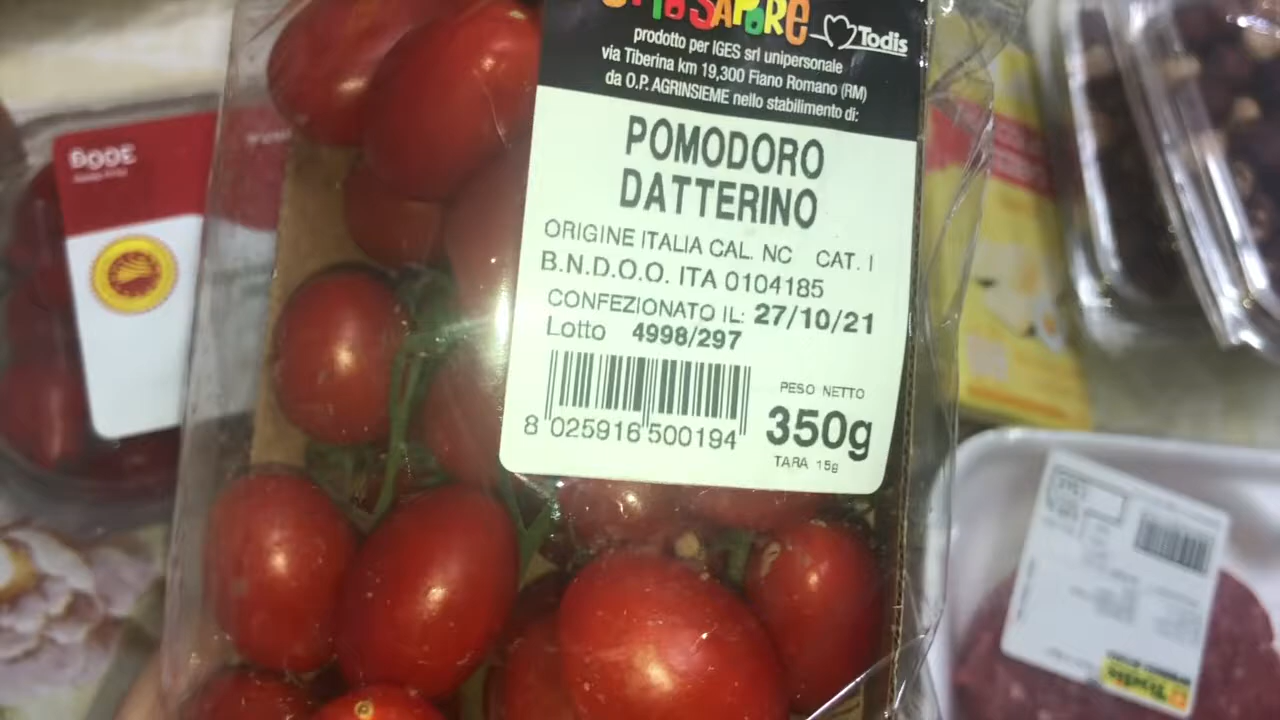 SAPORE Todis
prodotto per IGES srl unipersonale
via Tiberina km 19,300 Fiano Romano (RM)
da O.P. AGRINSIEME nello stabilimento di:
POMODORO
DATTERINO
ORIGINE ITALIA CAL. NC CAT. I
B.N.D.O.O. ITA 0104185
CONFEZIONATO IL: 27/10/21
Lotto 4998/297
PESO NETTO
350g
8 025916 500194
TARA 15g